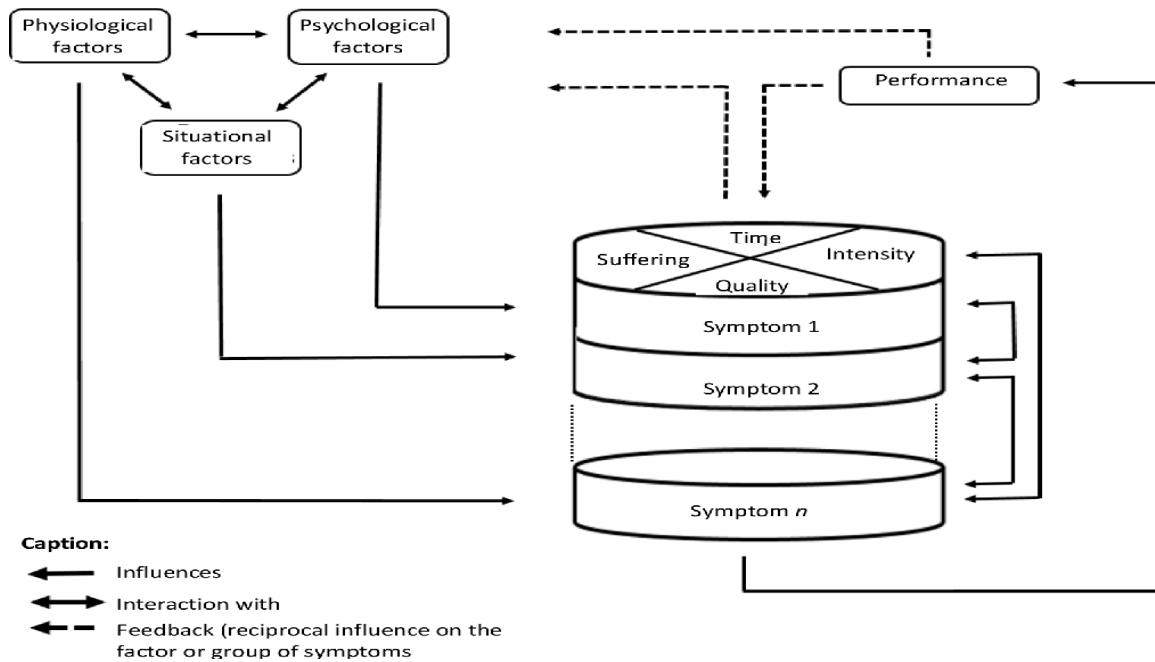 Physiological
factors
Psychological
factors
Performance
Situational
factors
Time
Suffering
Intensity
Quality
Symptom 1
Symptom 2
Symptom n
Caption:
Influences
Interaction with
Feedback (reciprocal influence on the
factor or group of symptoms